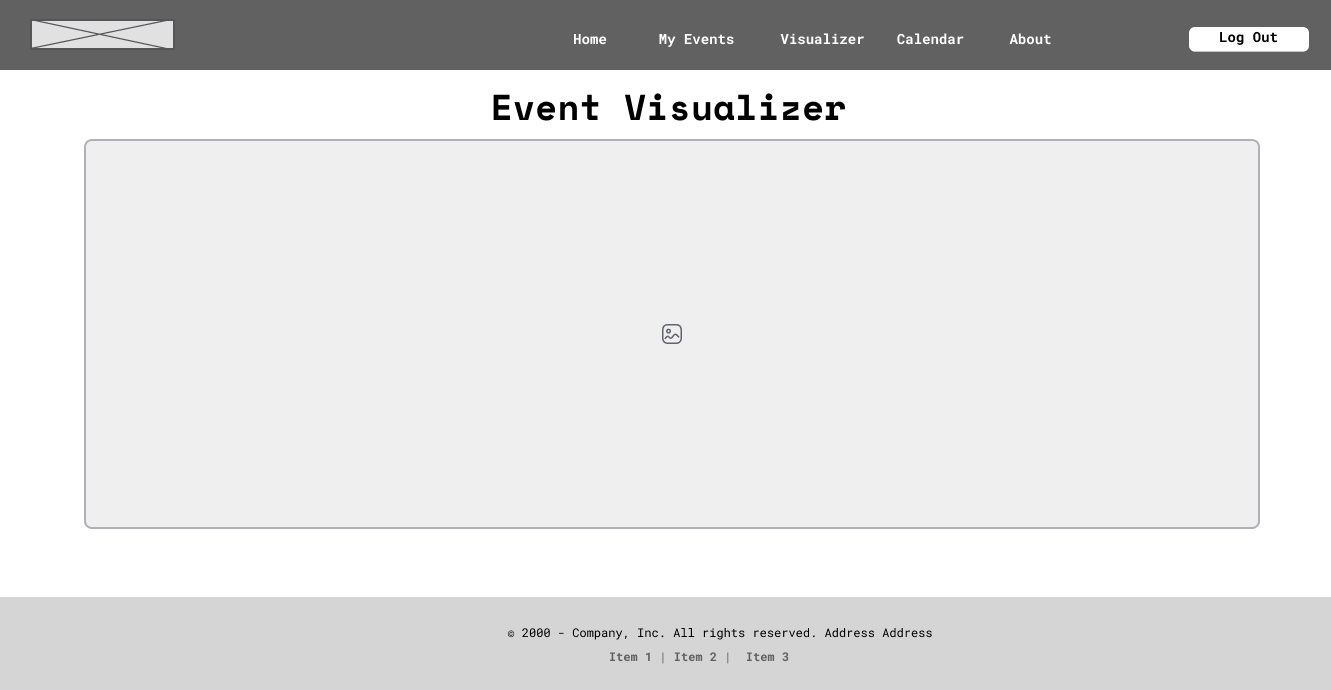 Home My Events Visualizer Calendar About Log Out
Event Visualizer
© 2000 - Company, Inc. All rights reserved. Address Address
Item 1 | Item 2 | Item 3